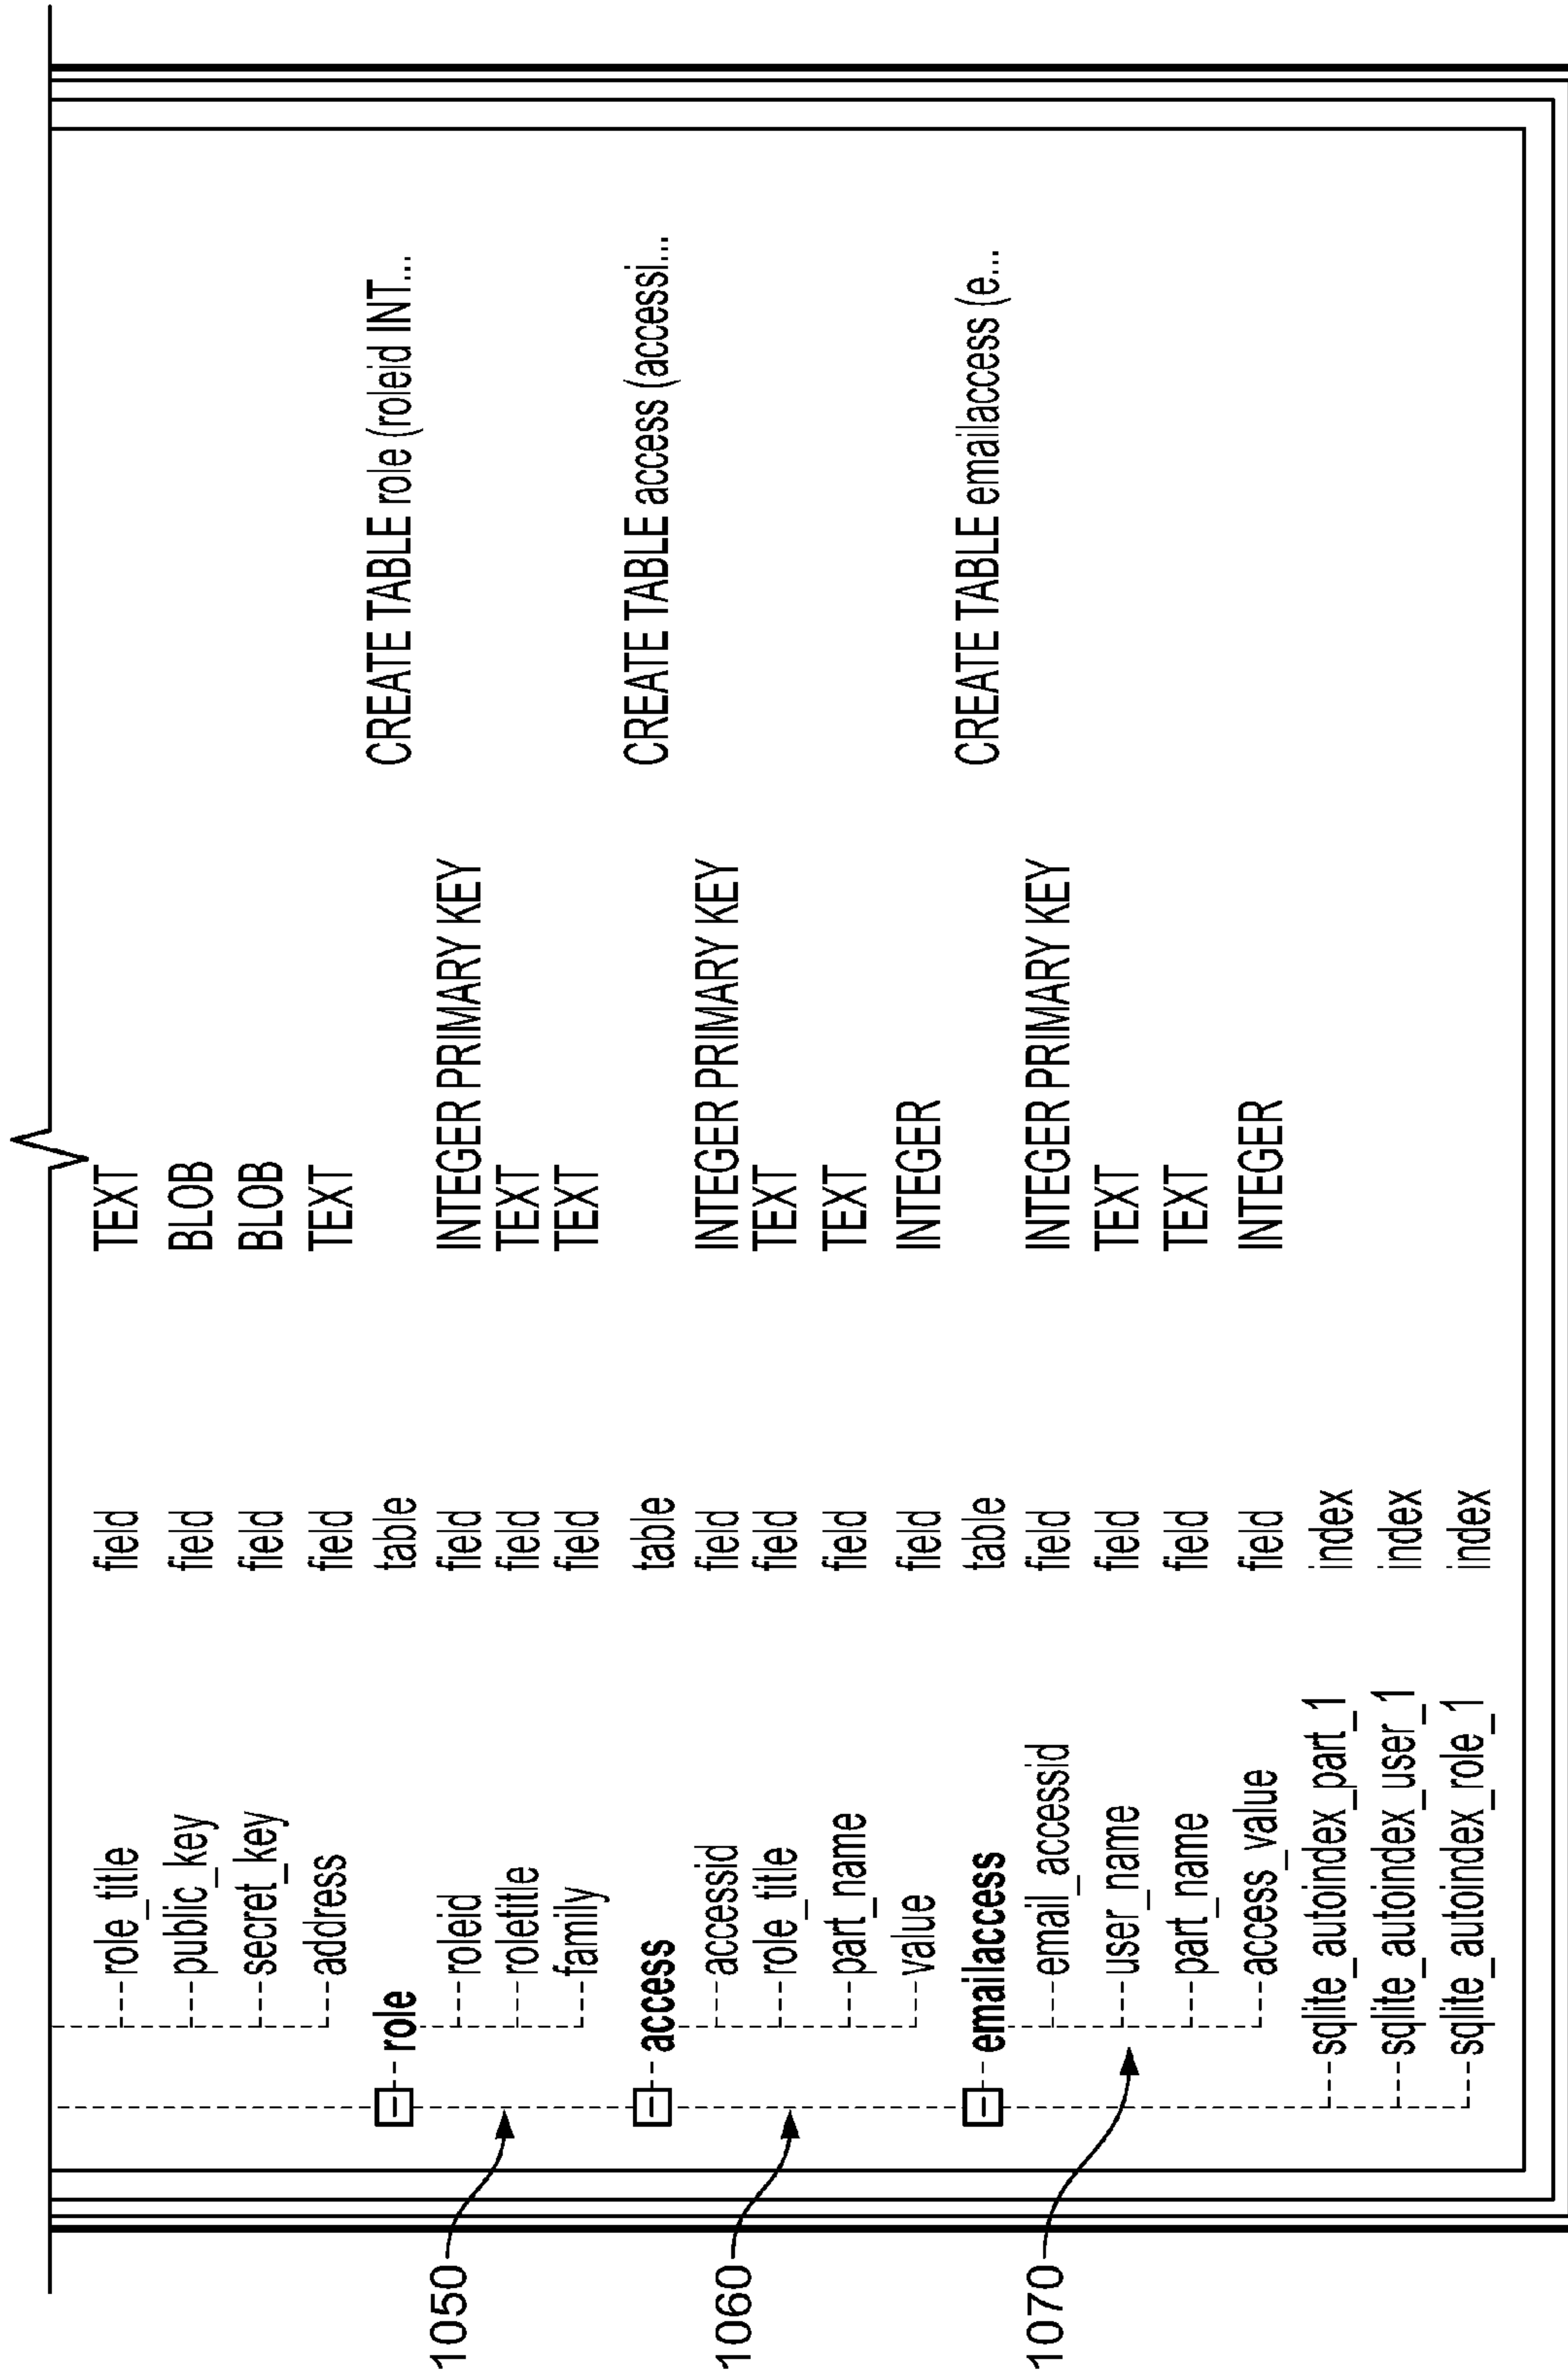 role_title field TEXT
public_key field BLOB
secret_key field BLOB
address field TEXT
role table CREATE TABLE role (roleid INT...
roleid field INTEGER PRIMARY KEY
roletitle field TEXT
family field TEXT
access table CREATE TABLE access (accessi...
accessid field INTEGER PRIMARY KEY
role_title field TEXT
part_name field TEXT
value field INTEGER
emailaccess table CREATE TABLE emailaccess (e...
email_accessid field INTEGER PRIMARY KEY
user_name field TEXT
part_name field TEXT
access_value field INTEGER
sqlite_autoindex_part_1 index
sqlite_autoindex_user_1 index
sqlite_autoindex_role_1 index
1050
1060
1070